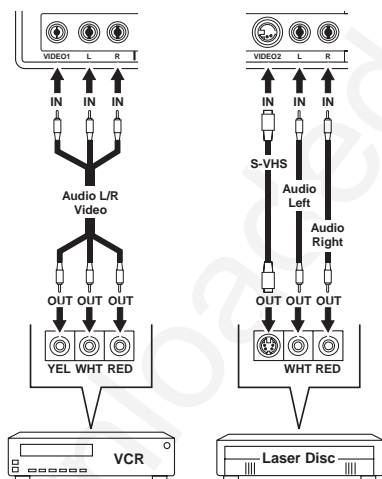 VIDEO1 L R
VIDEO2 L R
IN IN IN
IN IN IN
S-VHS
Audio L/R
Video
Audio
Left
Audio
Right
OUT OUT OUT
OUT OUT OUT
YEL WHT RED
WHT RED
VCR
Laser Disc